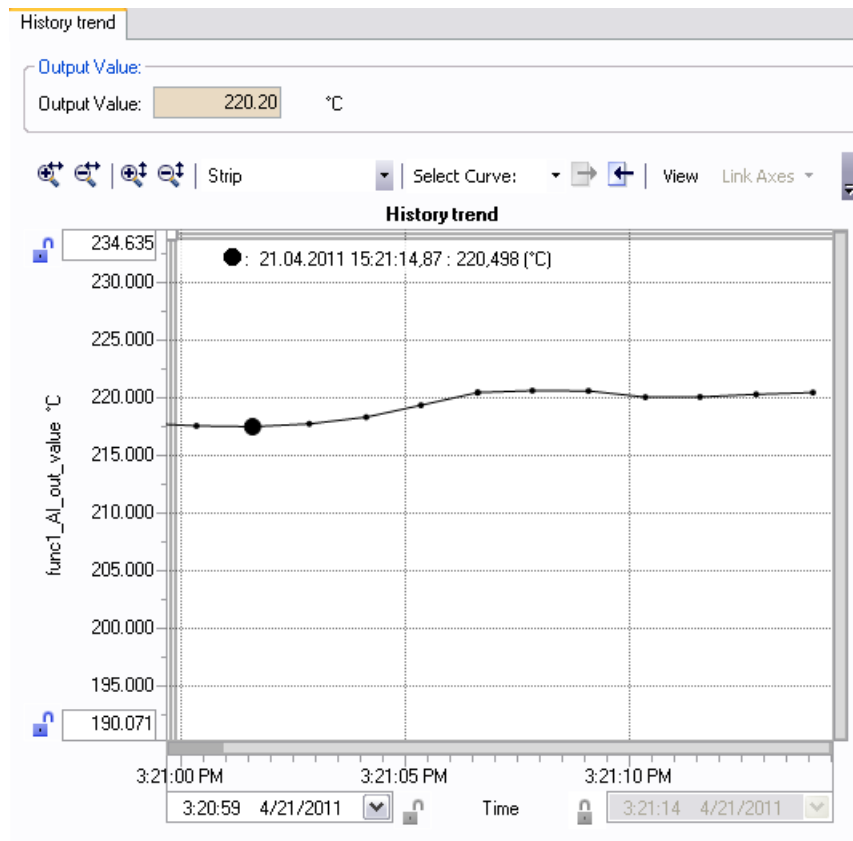 History trend
Output Value:
Output Value: 220.20 °C
Strip Select Curve: View Link Axes
History trend
234.635
●: 21.04.2011 15:21:14,87 : 220,498 (°C)
230.000
225.000
220.000
215.000
210.000
205.000
200.000
195.000
190.071
func1_AI_out_value °C
3:21:00 PM 3:21:05 PM 3:21:10 PM
3:20:59 4/21/2011 Time 3:21:14 4/21/2011